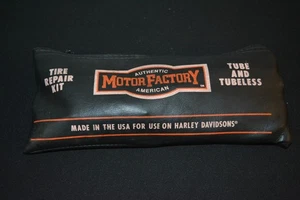 TIRE
REPAIR
KIT
AUTHENTIC
MOTOR FACTORY
AMERICAN
TM
TUBE
AND
TUBELESS
MADE IN THE USA FOR USE ON HARLEY DAVIDSONS®